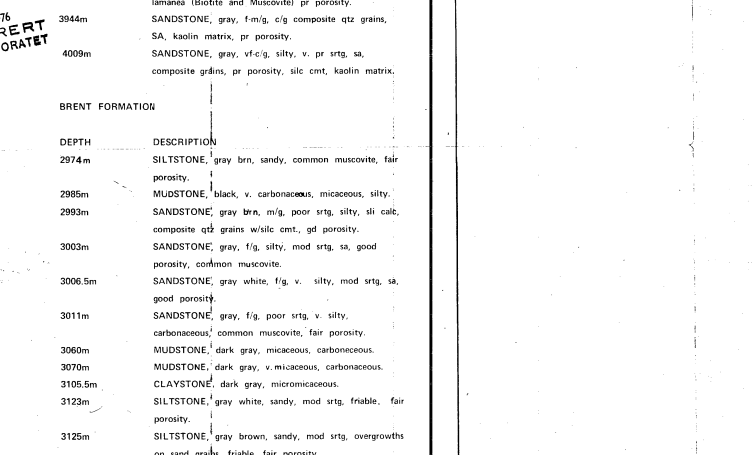 lamanea (Biotite and Muscovite) pr porosity.
76
3944m SANDSTONE, gray, f-m/g, c/g composite qtz grains,
SA, kaolin matrix, pr porosity.
4009m SANDSTONE, gray, vf-c/g, silty, v. pr srtg, sa,
composite grains, pr porosity, silc cmt, kaolin matrix.
BRENT FORMATION
DEPTH DESCRIPTION
2974m SILTSTONE, gray brn, sandy, common muscovite, fair
porosity.
2985m MUDSTONE, black, v. carbonaceous, micaceous, silty.
2993m SANDSTONE, gray brn, m/g, poor srtg, silty, sli calc,
composite qtz grains w/silc cmt., gd porosity.
3003m SANDSTONE, gray, f/g, silty, mod srtg, sa, good
porosity, common muscovite.
3006.5m SANDSTONE, gray white, f/g, v. silty, mod srtg, sa,
good porosity.
3011m SANDSTONE, gray, f/g, poor srtg, v. silty,
carbonaceous, common muscovite, fair porosity.
3060m MUDSTONE, dark gray, micaceous, carboneceous.
3070m MUDSTONE, dark gray, v. micaceous, carbonaceous.
3105.5m CLAYSTONE, dark gray, micromicaceous.
3123m SILTSTONE, gray white, sandy, mod srtg, friable, fair
porosity.
3125m SILTSTONE, gray brown, sandy, mod srtg, overgrowths
on sand grains, friable, fair porosity.